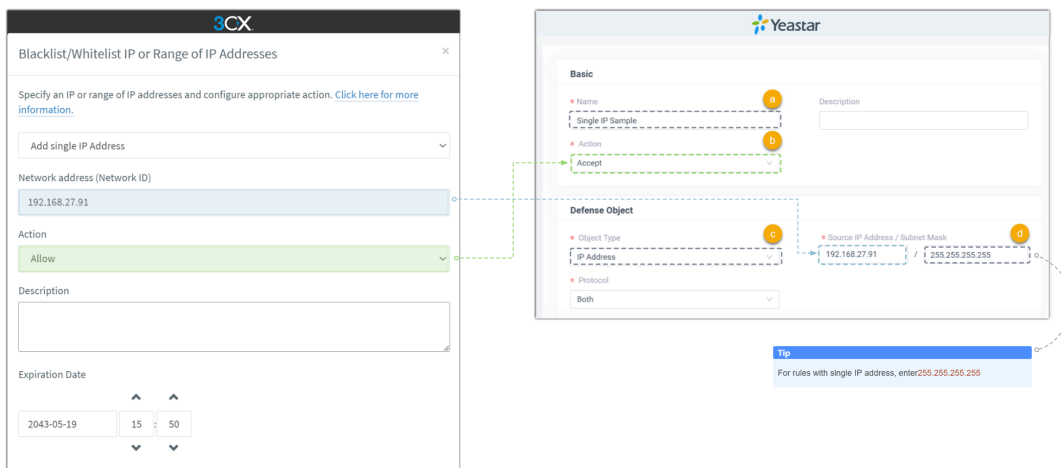 3CX
Blacklist/Whitelist IP or Range of IP Addresses
×
Specify an IP or range of IP addresses and configure appropriate action. Click here for more
information.
Add single IP Address
Network address (Network ID)
192.168.27.91
Action
Allow
Description
Expiration Date
2043-05-19
15 : 50
Yeastar
Basic
* Name
a
Description
Single IP Sample
b
* Action
Accept
Defense Object
* Object Type
c
* Source IP Address / Subnet Mask
d
IP Address
192.168.27.91 / 255.255.255.255
* Protocol
Both
Tip
For rules with single IP address, enter255.255.255.255